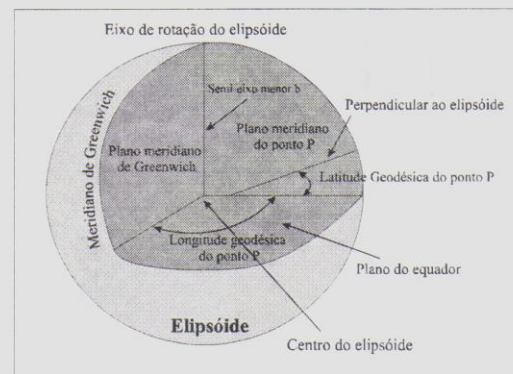 Eixo de rotação do elipsóide
Semi-eixo menor b
Perpendicular ao elipsóide
Plano meridiano
do ponto P
Meridiano de Greenwich
Plano meridiano
de Greenwich
Latitude Geodésica do ponto P
Longitude geodésica
do ponto P
Plano do equador
Elipsóide
Centro do elipsóide